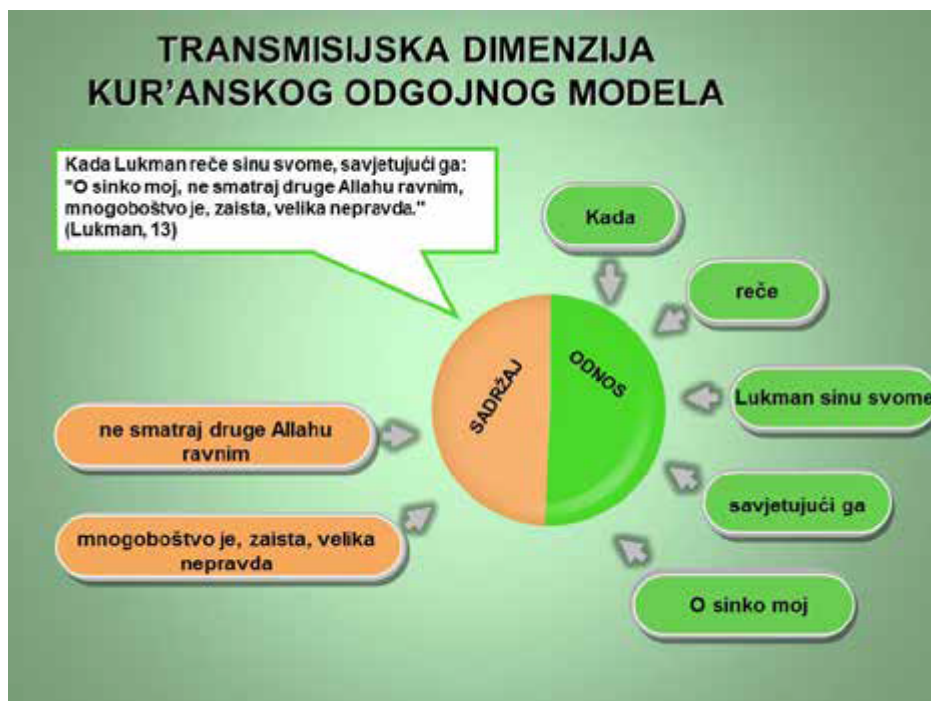 TRANSMISIJSKA DIMENZIJA
KUR'ANSKOG ODGOJNOG MODELA
Kada Lukman reče sinu svome, savjetujući ga:
"O sinko moj, ne smatraj druge Allahu ravnim,
mnogoboštvo je, zaista, velika nepravda."
(Lukman, 13)
Kada
reče
Lukman sinu svome
savjetujući ga
O sinko moj
SADRŽAJ
ODNOS
ne smatraj druge Allahu
ravnim
mnogoboštvo je, zaista, velika
nepravda